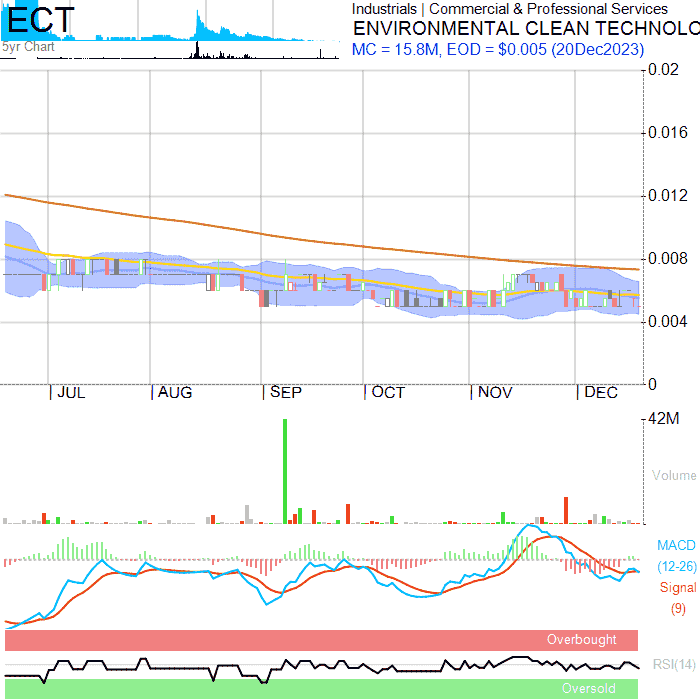 ECT
5yr Chart
Industrials | Commercial & Professional Services
ENVIRONMENTAL CLEAN TECHNOLO
MC = 15.8M, EOD = $0.005 (20Dec2023)
0.02
0.016
0.012
0.008
0.004
0
JUL AUG SEP OCT NOV DEC
42M
Volume
MACD
(12-26)
Signal
(9)
Overbought
RSI(14)
Oversold